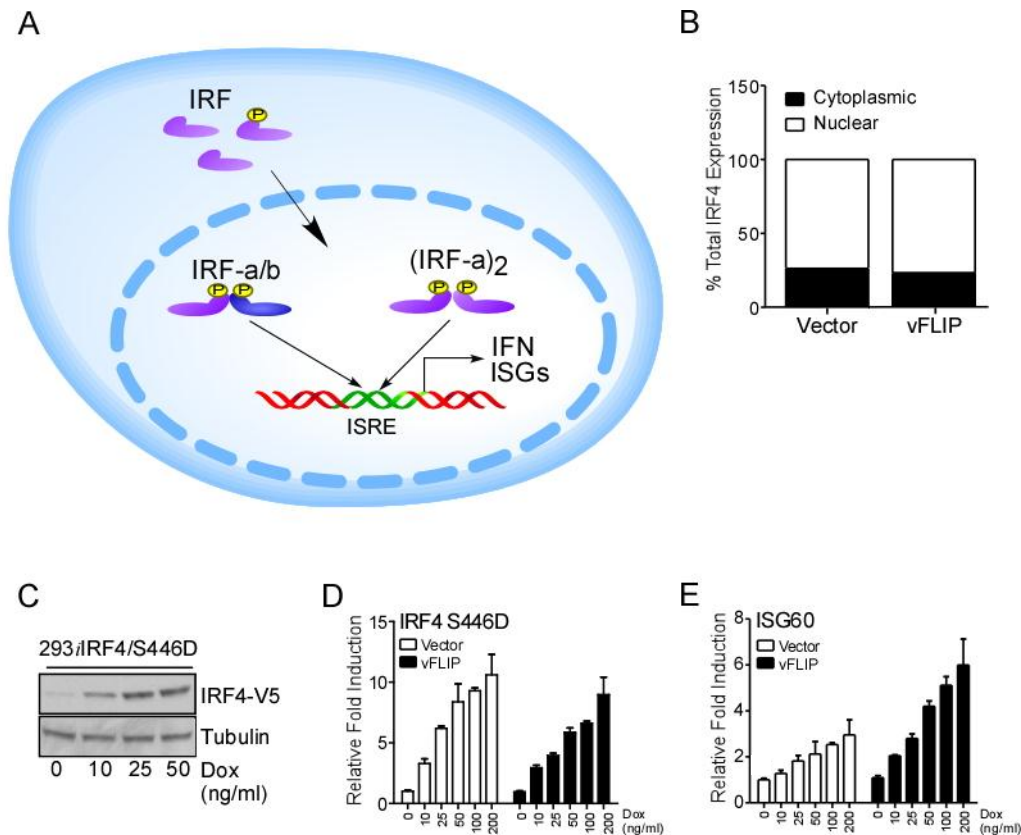 A
IRF
P
IRF-a/b
P P
(IRF-a)2
P P
IFN
ISGs
ISRE
B
% Total IRF4 Expression
150
100
50
0
Cytoplasmic
Nuclear
Vector vFLIP
C
293iIRF4/S446D
IRF4-V5
Tubulin
0 10 25 50 Dox
(ng/ml)
D
IRF4 S446D
Vector
vFLIP
Relative Fold Induction
15
10
5
0
0 10 25 50 100 200 0 10 25 50 100 200 Dox
(ng/ml)
E
ISG60
Vector
vFLIP
Relative Fold Induction
8
6
4
2
0
0 10 25 50 100 200 0 10 25 50 100 200 Dox
(ng/ml)